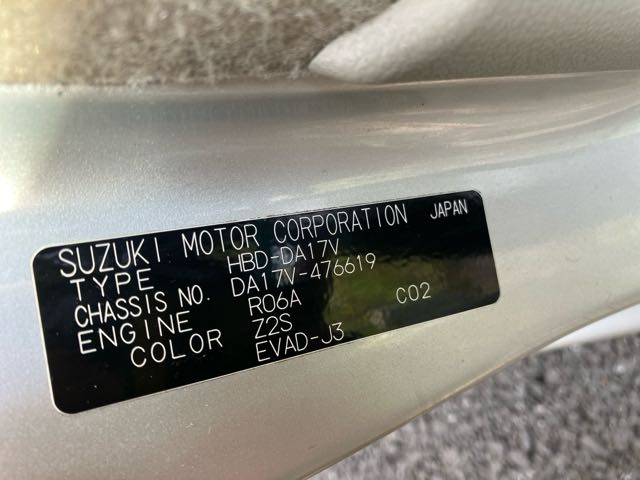 SUZUKI MOTOR CORPORATION JAPAN
TYPE HBD-DA17V
CHASSIS NO. DA17V-476619
ENGINE R06A C02
COLOR Z2S
EVAD-J3